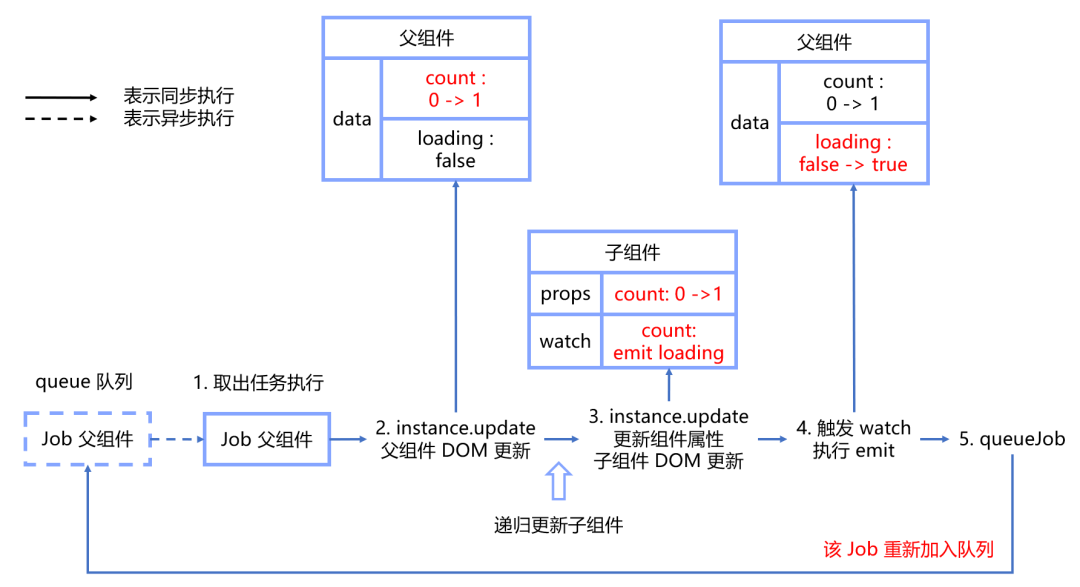 表示同步执行
表示异步执行
父组件
data
count :
0 -> 1
loading :
false
父组件
data
count :
0 -> 1
loading :
false -> true
子组件
props
count: 0 ->1
watch
count:
emit loading
queue 队列
Job 父组件
1. 取出任务执行
Job 父组件
2. instance.update
父组件 DOM 更新
3. instance.update
更新组件属性
子组件 DOM 更新
4. 触发 watch
执行 emit
5. queueJob
递归更新子组件
该 Job 重新加入队列